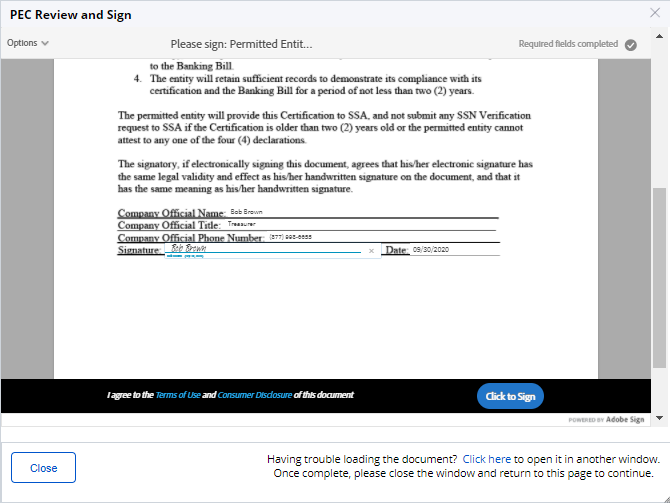 PEC Review and Sign
Options
Please sign: Permitted Entit...
Required fields completed
to the Banking Bill.
4. The entity will retain sufficient records to demonstrate its compliance with its
certification and the Banking Bill for a period of not less than two (2) years.
The permitted entity will provide this Certification to SSA, and not submit any SSN Verification
request to SSA if the Certification is older than two (2) years old or the permitted entity cannot
attest to any one of the four (4) declarations.
The signatory, if electronically signing this document, agrees that his/her electronic signature has
the same legal validity and effect as his/her handwritten signature on the document, and that it
has the same meaning as his/her handwritten signature.
Company Official Name: Bob Brown
Company Official Title: Treasurer
Company Official Phone Number: (877) 998-6655
Signature: Bob Brown Date: 09/30/2020
I agree to the Terms of Use and Consumer Disclosure of this document
Click to Sign
POWERED BY Adobe Sign
Close
Having trouble loading the document? Click here to open it in another window.
Once complete, please close the window and return to this page to continue.